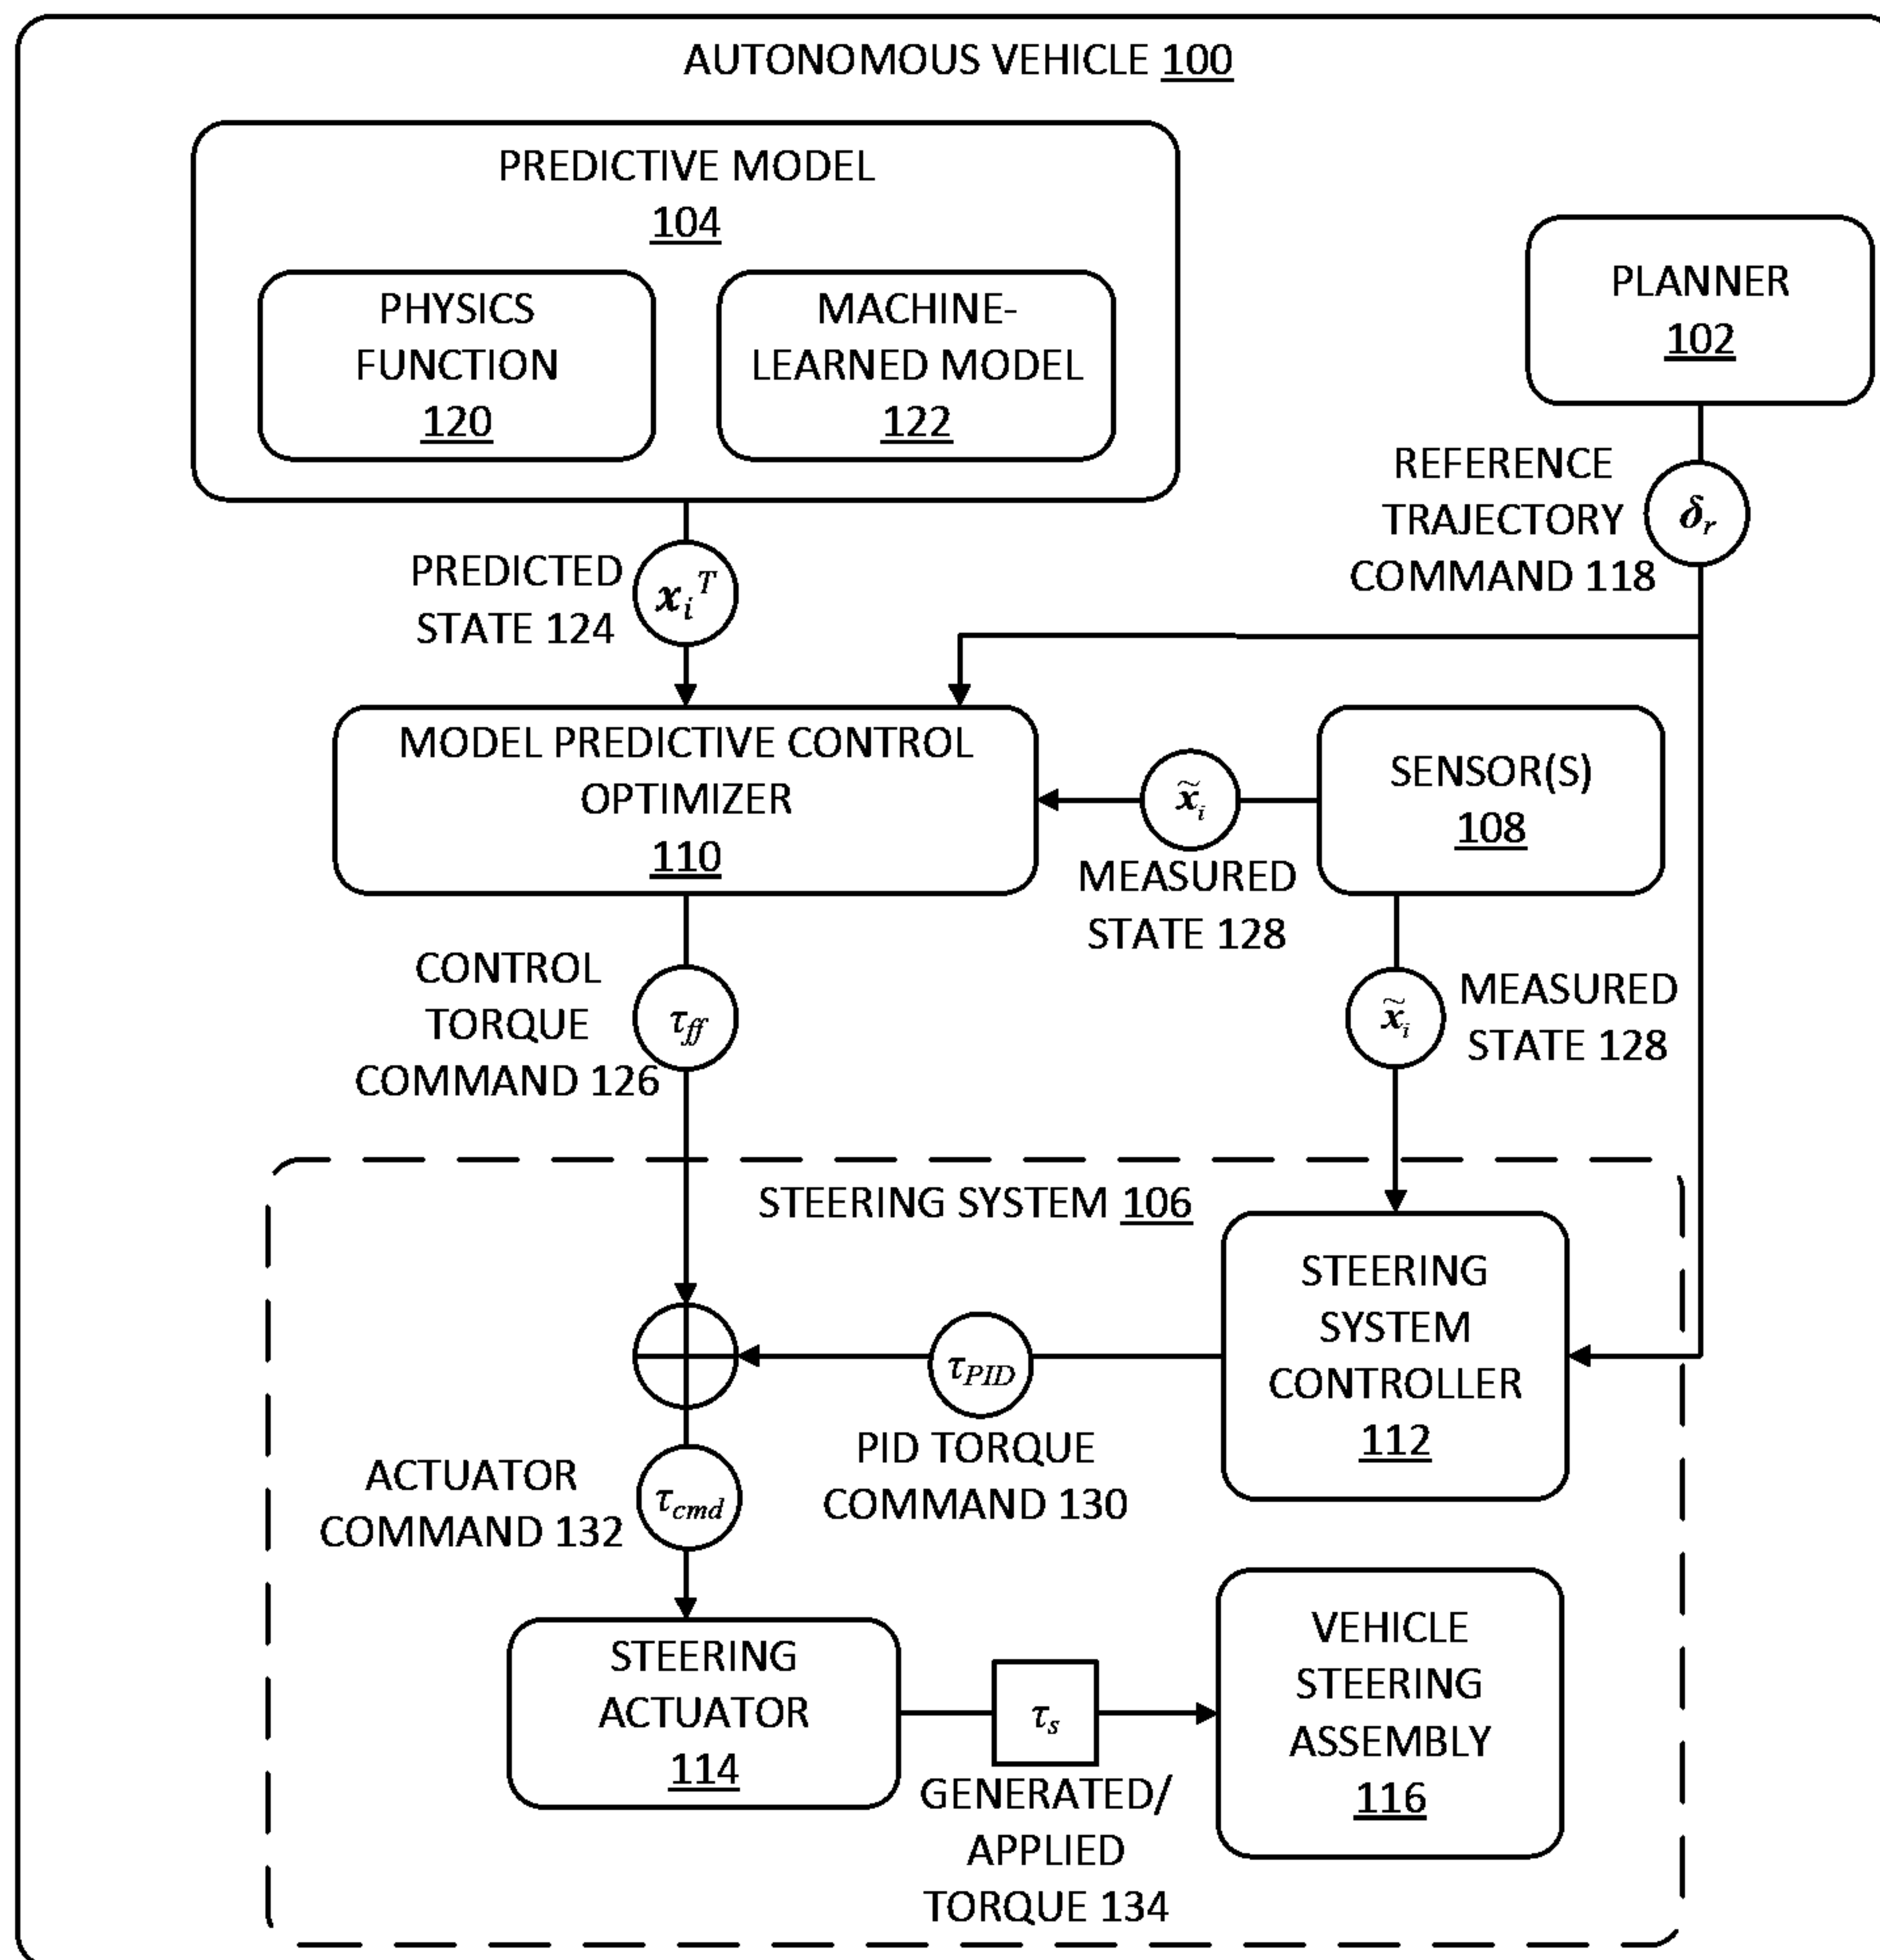 AUTONOMOUS VEHICLE 100
PREDICTIVE MODEL
104
PHYSICS
FUNCTION
120
MACHINE-
LEARNED MODEL
122
PLANNER
102
REFERENCE
TRAJECTORY
COMMAND 118
δr
PREDICTED
STATE 124
xiT
MODEL PREDICTIVE CONTROL
OPTIMIZER
110
x̃i
MEASURED
STATE 128
SENSOR(S)
108
CONTROL
TORQUE
COMMAND 126
τff
x̃i
MEASURED
STATE 128
STEERING SYSTEM 106
STEERING
SYSTEM
CONTROLLER
112
τPID
PID TORQUE
COMMAND 130
ACTUATOR
COMMAND 132
τcmd
STEERING
ACTUATOR
114
τs
GENERATED/
APPLIED
TORQUE 134
VEHICLE
STEERING
ASSEMBLY
116